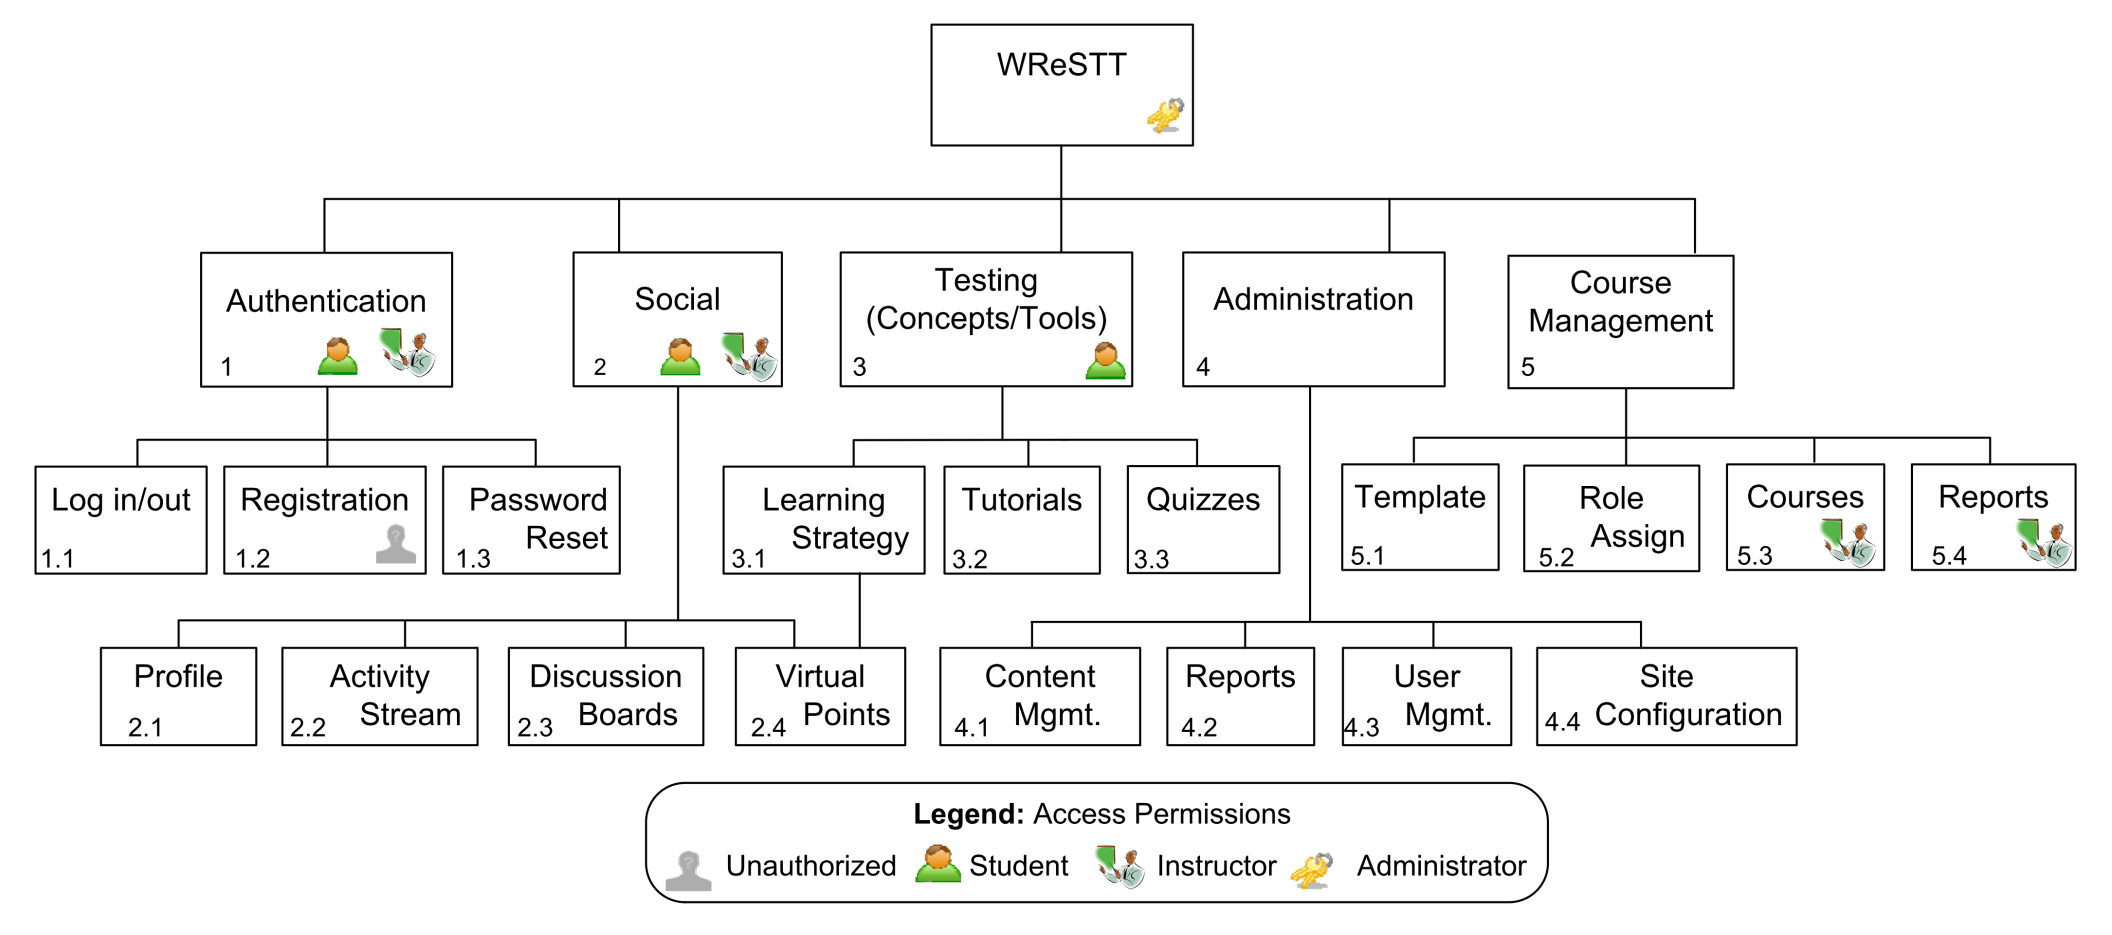 WReSTT
Authentication
1
Social
2
Testing
(Concepts/Tools)
3
Administration
4
Course
Management
5
Log in/out
1.1
Registration
1.2
Password
Reset
1.3
Learning
Strategy
3.1
Tutorials
3.2
Quizzes
3.3
Template
5.1
Role
Assign
5.2
Courses
5.3
Reports
5.4
Profile
2.1
Activity
Stream
2.2
Discussion
Boards
2.3
Virtual
Points
2.4
Content
Mgmt.
4.1
Reports
4.2
User
Mgmt.
4.3
Site
Configuration
4.4
Legend: Access Permissions
Unauthorized
Student
Instructor
Administrator